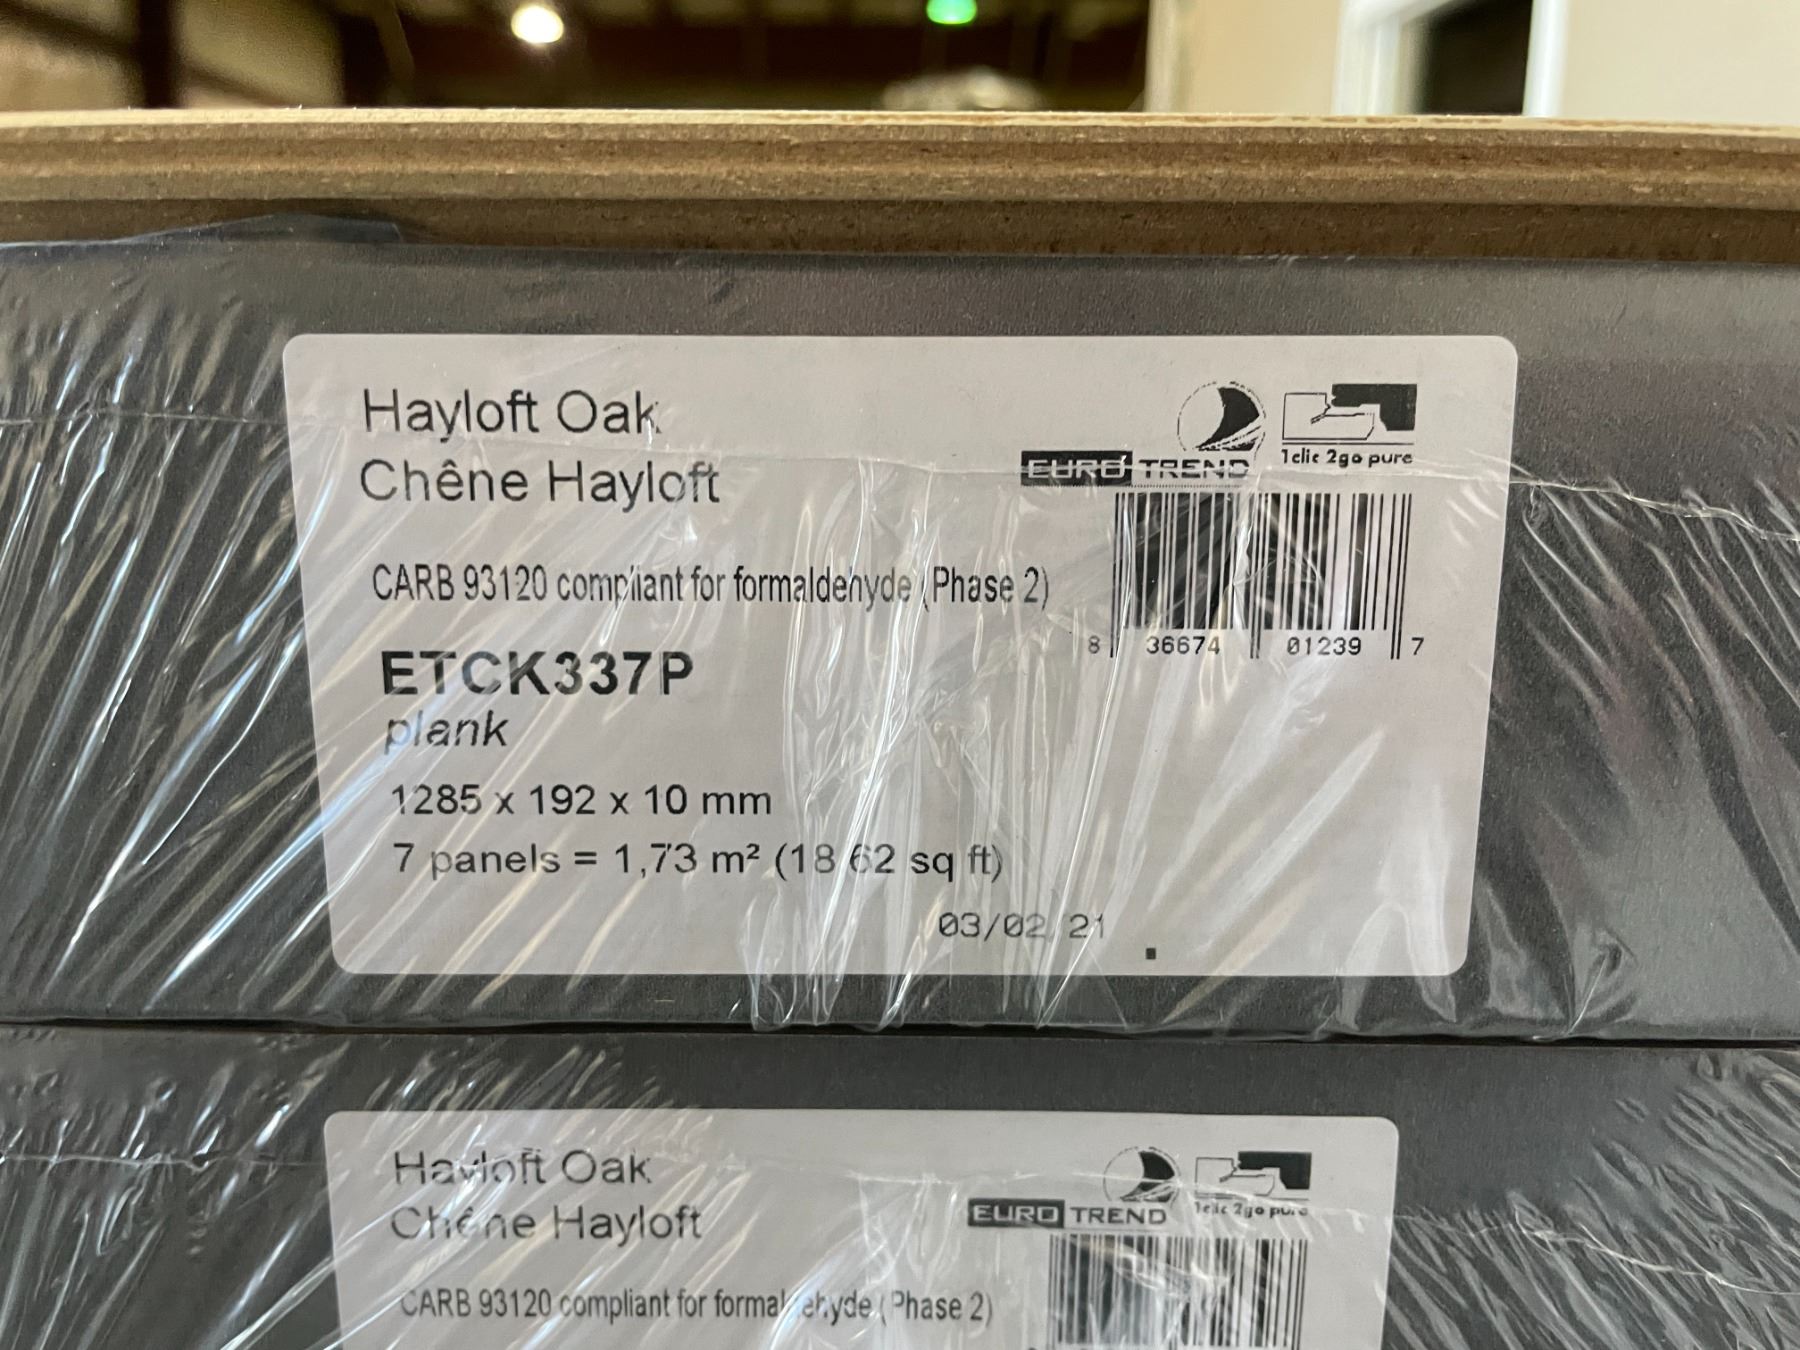 Hayloft Oak
Chêne Hayloft
EURO TREND
1clic 2go pure
CARB 93120 compliant for formaldehyde (Phase 2)
8 36674 01239 7
ETCK337P
plank
1285 x 192 x 10 mm
7 panels = 1,73 m² (18.62 sq ft)
03/02/21
Hayloft Oak
Chêne Hayloft
EURO TREND
1clic 2go pure
CARB 93120 compliant for formaldehyde (Phase 2)